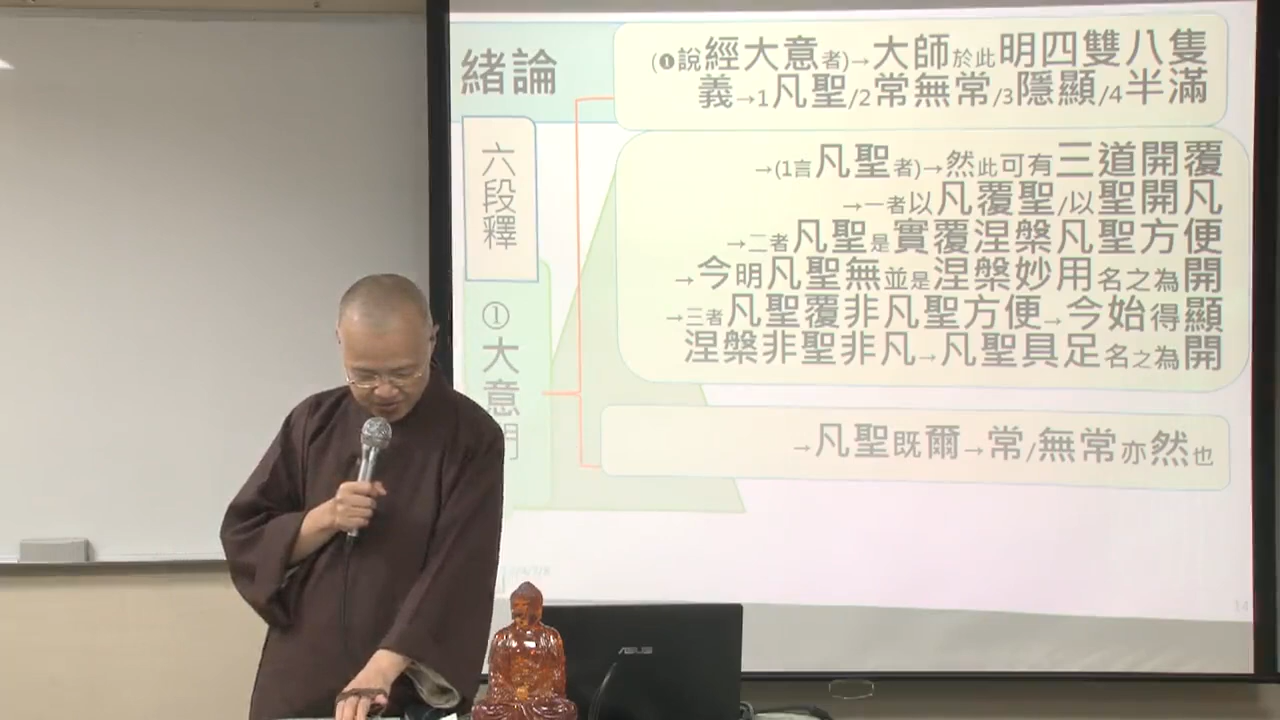 緒論
六段釋
①大意門
(❶說經大意者)→大師於此明四雙八隻
義→1凡聖/2常無常/3隱顯/4半滿
→(1言凡聖者)→然此可有三道開覆
→一者以凡覆聖/以聖開凡
→二者凡聖是實覆涅槃凡聖方便
→今明凡聖無並是涅槃妙用名之為開
→三者凡聖覆非凡聖方便→今始得顯
涅槃非聖非凡→凡聖具足名之為開
→凡聖既爾→常/無常亦然也
14
ASUS